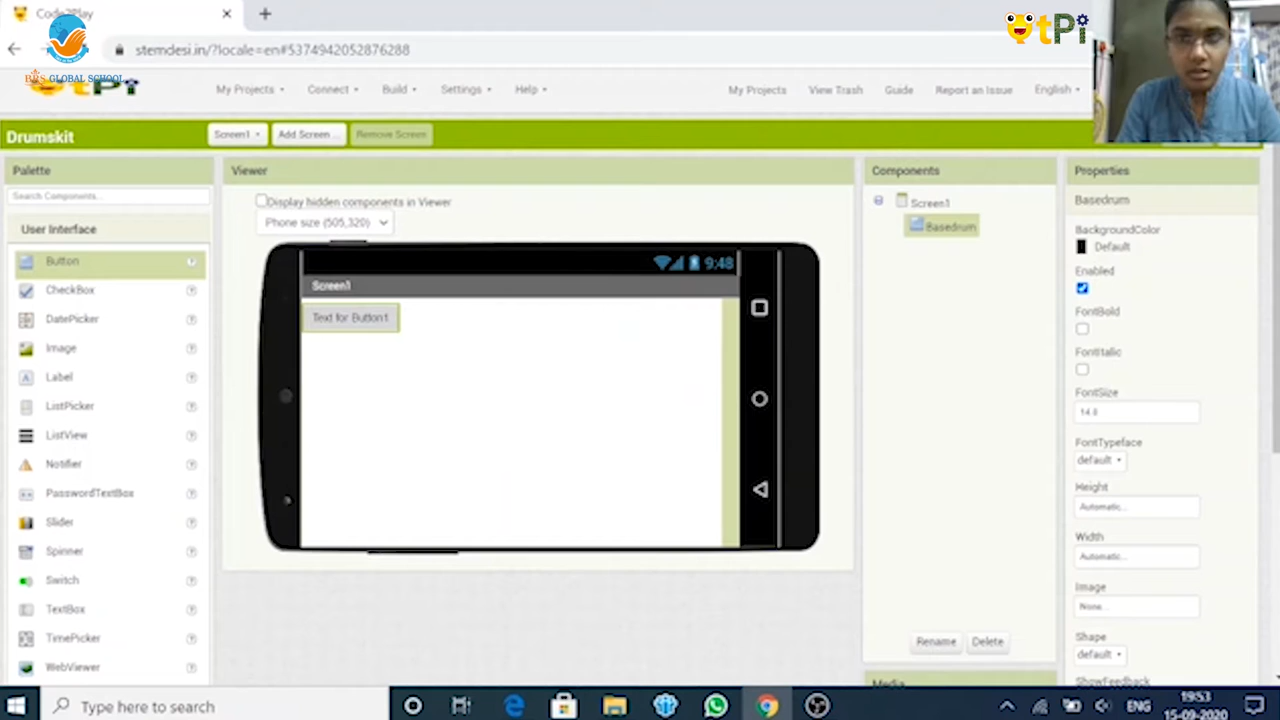 Code2Play
stemdesi.in/?locale=en#5374942052876288
GLOBAL SCHOOL
My Projects
Connect
Build
Settings
Help
My Projects
View Trash
Guide
Report an Issue
English
Drumskit
Screen1
Add Screen ...
Remove Screen
Palette
Search Components...
User Interface
Button
CheckBox
DatePicker
Image
Label
ListPicker
ListView
Notifier
PasswordTextBox
Slider
Spinner
Switch
TextBox
TimePicker
WebViewer
Viewer
Display hidden components in Viewer
Phone size (505,320)
9:48
Screen1
Text for Button1
Components
Screen1
Basedrum
Rename
Delete
Media
Properties
Basedrum
BackgroundColor
Default
Enabled
FontBold
FontItalic
FontSize
14.0
FontTypeface
default
Height
Automatic...
Width
Automatic...
Image
None...
Shape
default
ShowFeedback
Type here to search
ENG
19:53
15-09-2020